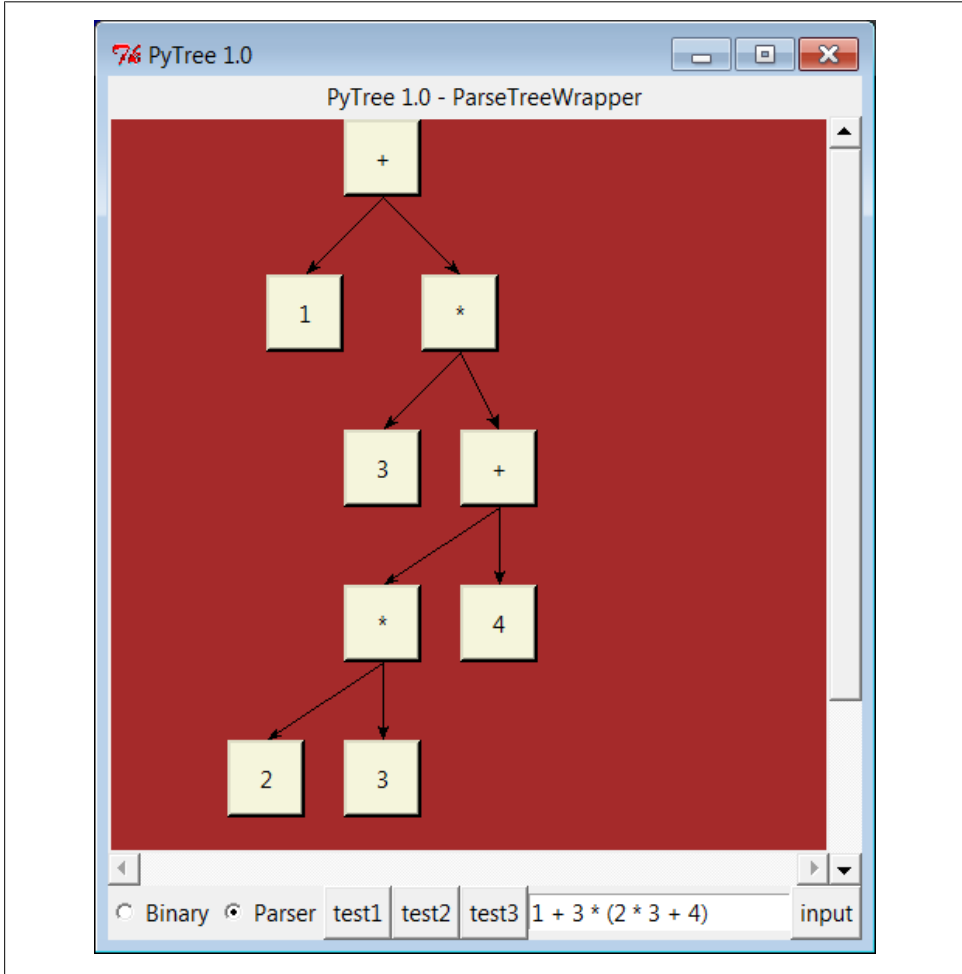 PyTree 1.0
PyTree 1.0 - ParseTreeWrapper
+
1 *
3 +
* 4
2 3
Binary Parser test1 test2 test3 1 + 3 * (2 * 3 + 4) input